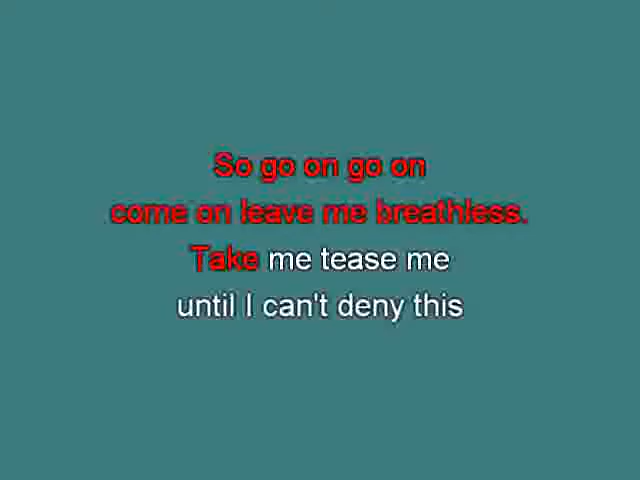 So go on go on
come on leave me breathless.
Take me tease me
until I can't deny this